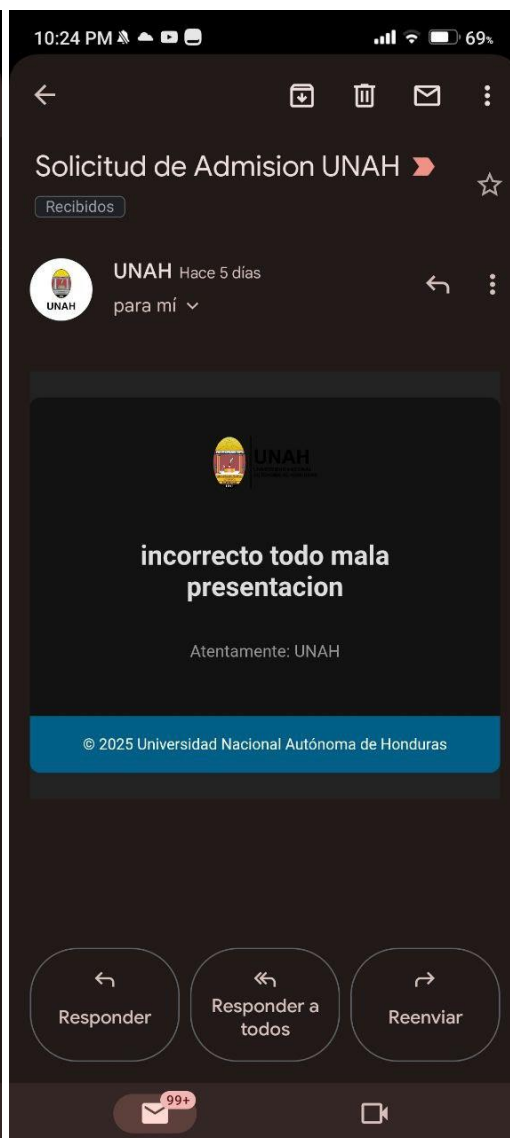 10:24 PM 69%
Solicitud de Admision UNAH
Recibidos
UNAH Hace 5 días
para mí
UNAH
UNAH
incorrecto todo mala
presentacion
Atentamente: UNAH
© 2025 Universidad Nacional Autónoma de Honduras
Responder
Responder a
todos
Reenviar
99+